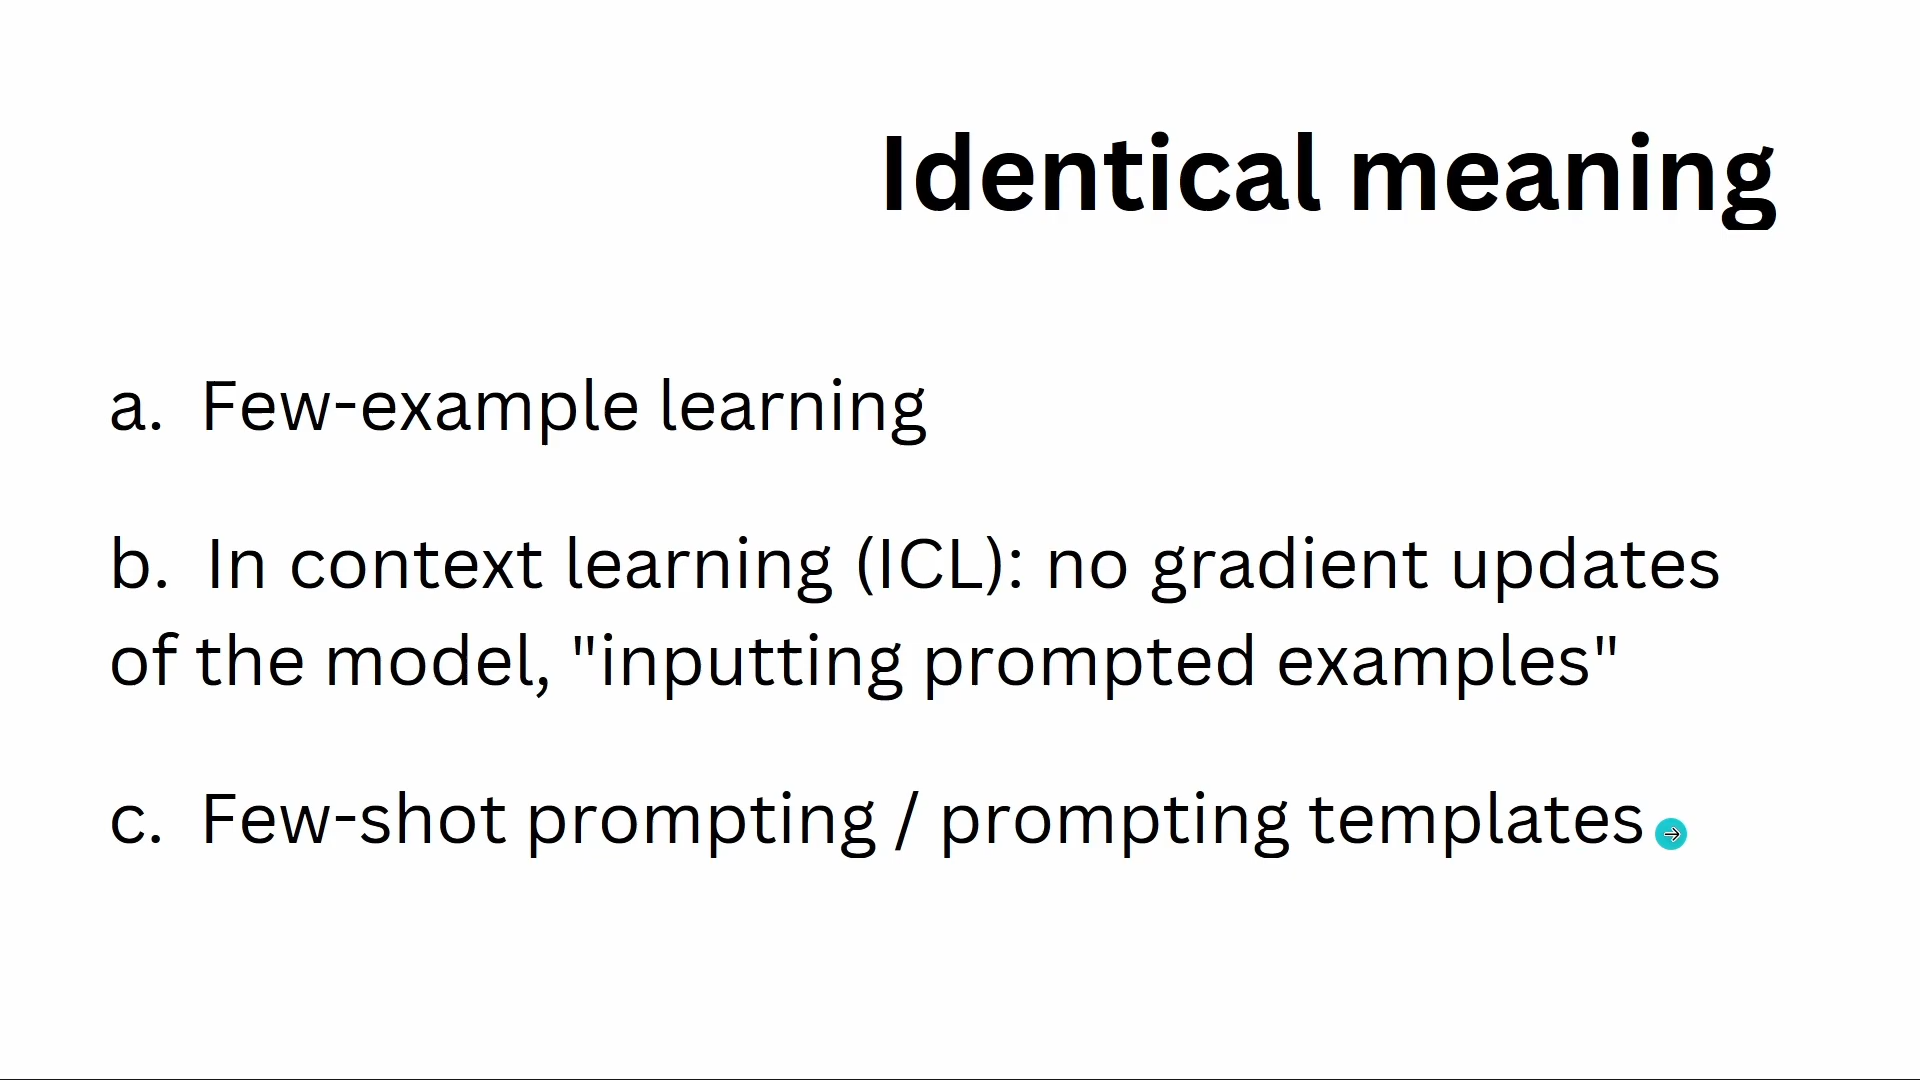 Identical meaning
a. Few-example learning
b. In context learning (ICL): no gradient updates
of the model, "inputting prompted examples"
c. Few-shot prompting / prompting templates